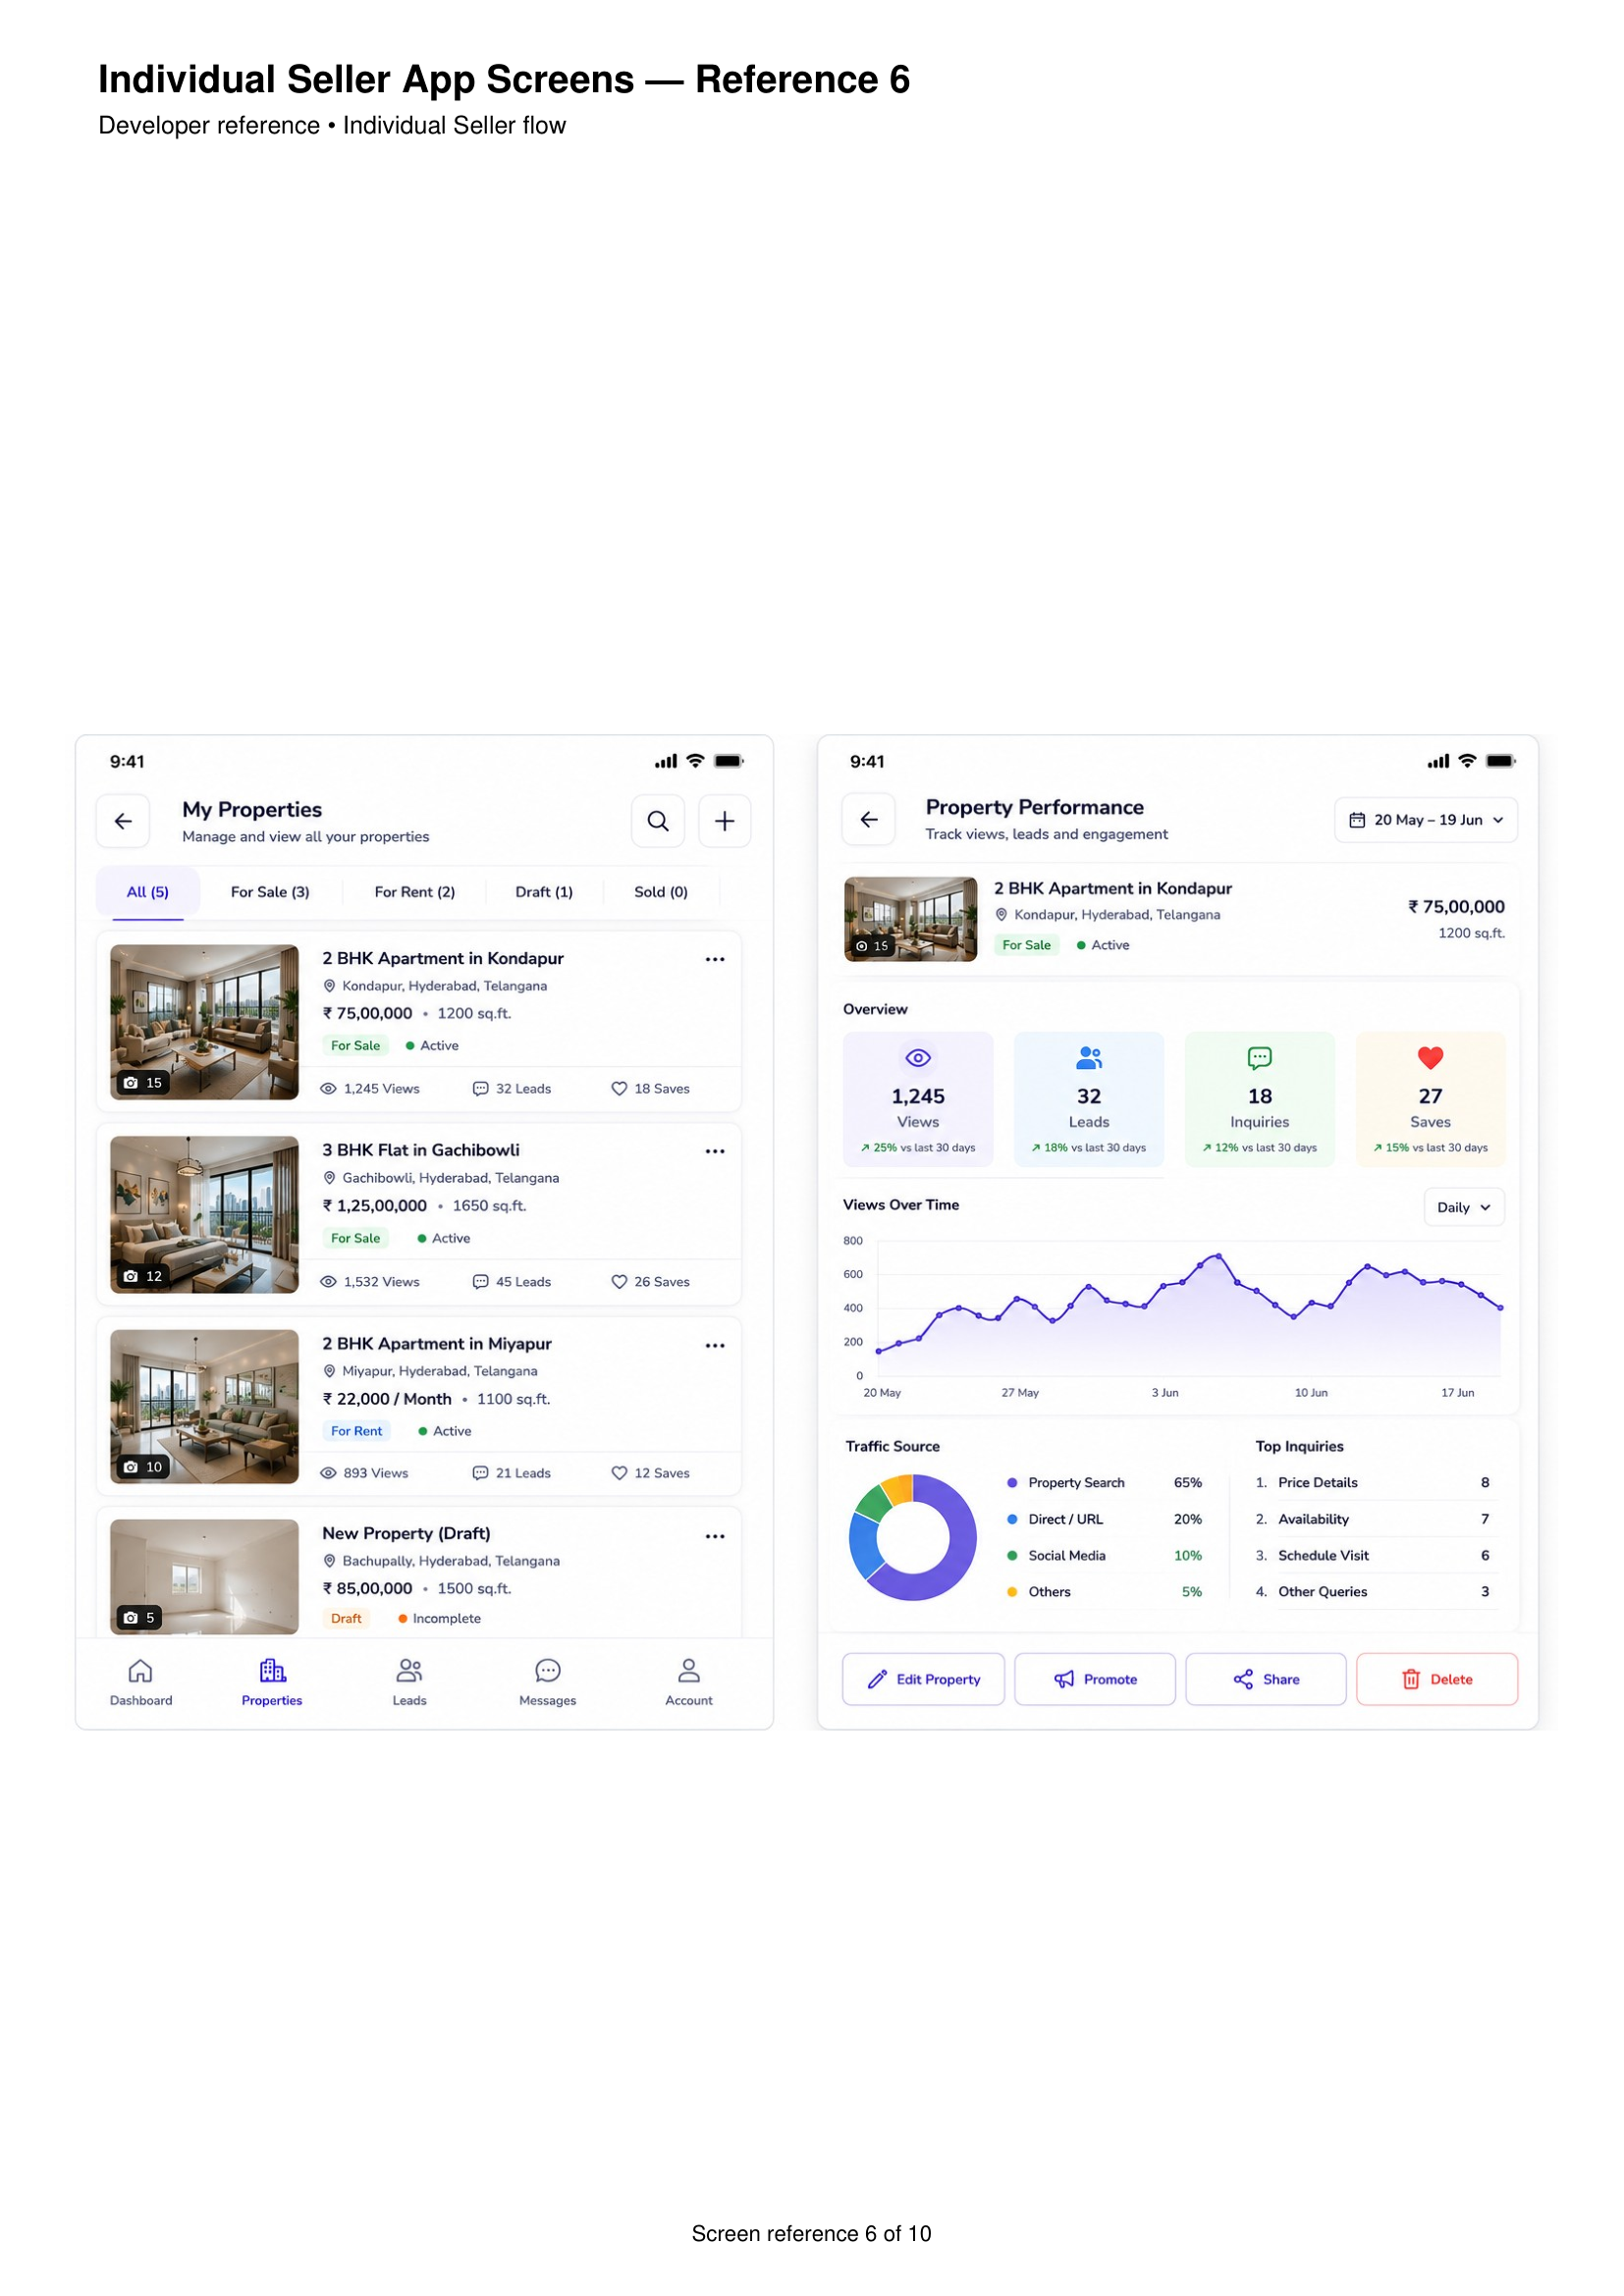 Individual Seller App Screens — Reference 6
Developer reference • Individual Seller flow
9:41
My Properties
Manage and view all your properties
All (5) For Sale (3) For Rent (2) Draft (1) Sold (0)
2 BHK Apartment in Kondapur
Kondapur, Hyderabad, Telangana
₹ 75,00,000 • 1200 sq.ft.
For Sale Active
15
1,245 Views 32 Leads 18 Saves
3 BHK Flat in Gachibowli
Gachibowli, Hyderabad, Telangana
₹ 1,25,00,000 • 1650 sq.ft.
For Sale Active
12
1,532 Views 45 Leads 26 Saves
2 BHK Apartment in Miyapur
Miyapur, Hyderabad, Telangana
₹ 22,000 / Month • 1100 sq.ft.
For Rent Active
10
893 Views 21 Leads 12 Saves
New Property (Draft)
Bachupally, Hyderabad, Telangana
₹ 85,00,000 • 1500 sq.ft.
5
Draft Incomplete
Dashboard Properties Leads Messages Account
9:41
Property Performance
Track views, leads and engagement
20 May – 19 Jun
2 BHK Apartment in Kondapur
Kondapur, Hyderabad, Telangana
For Sale Active
15
₹ 75,00,000
1200 sq.ft.
Overview
1,245 32 18 27
Views Leads Inquiries Saves
25% vs last 30 days 18% vs last 30 days 12% vs last 30 days 15% vs last 30 days
Views Over Time
Daily
800
600
400
200
0
20 May 27 May 3 Jun 10 Jun 17 Jun
Traffic Source
Property Search 65%
Direct / URL 20%
Social Media 10%
Others 5%
Top Inquiries
1. Price Details 8
2. Availability 7
3. Schedule Visit 6
4. Other Queries 3
Edit Property Promote Share Delete
Screen reference 6 of 10